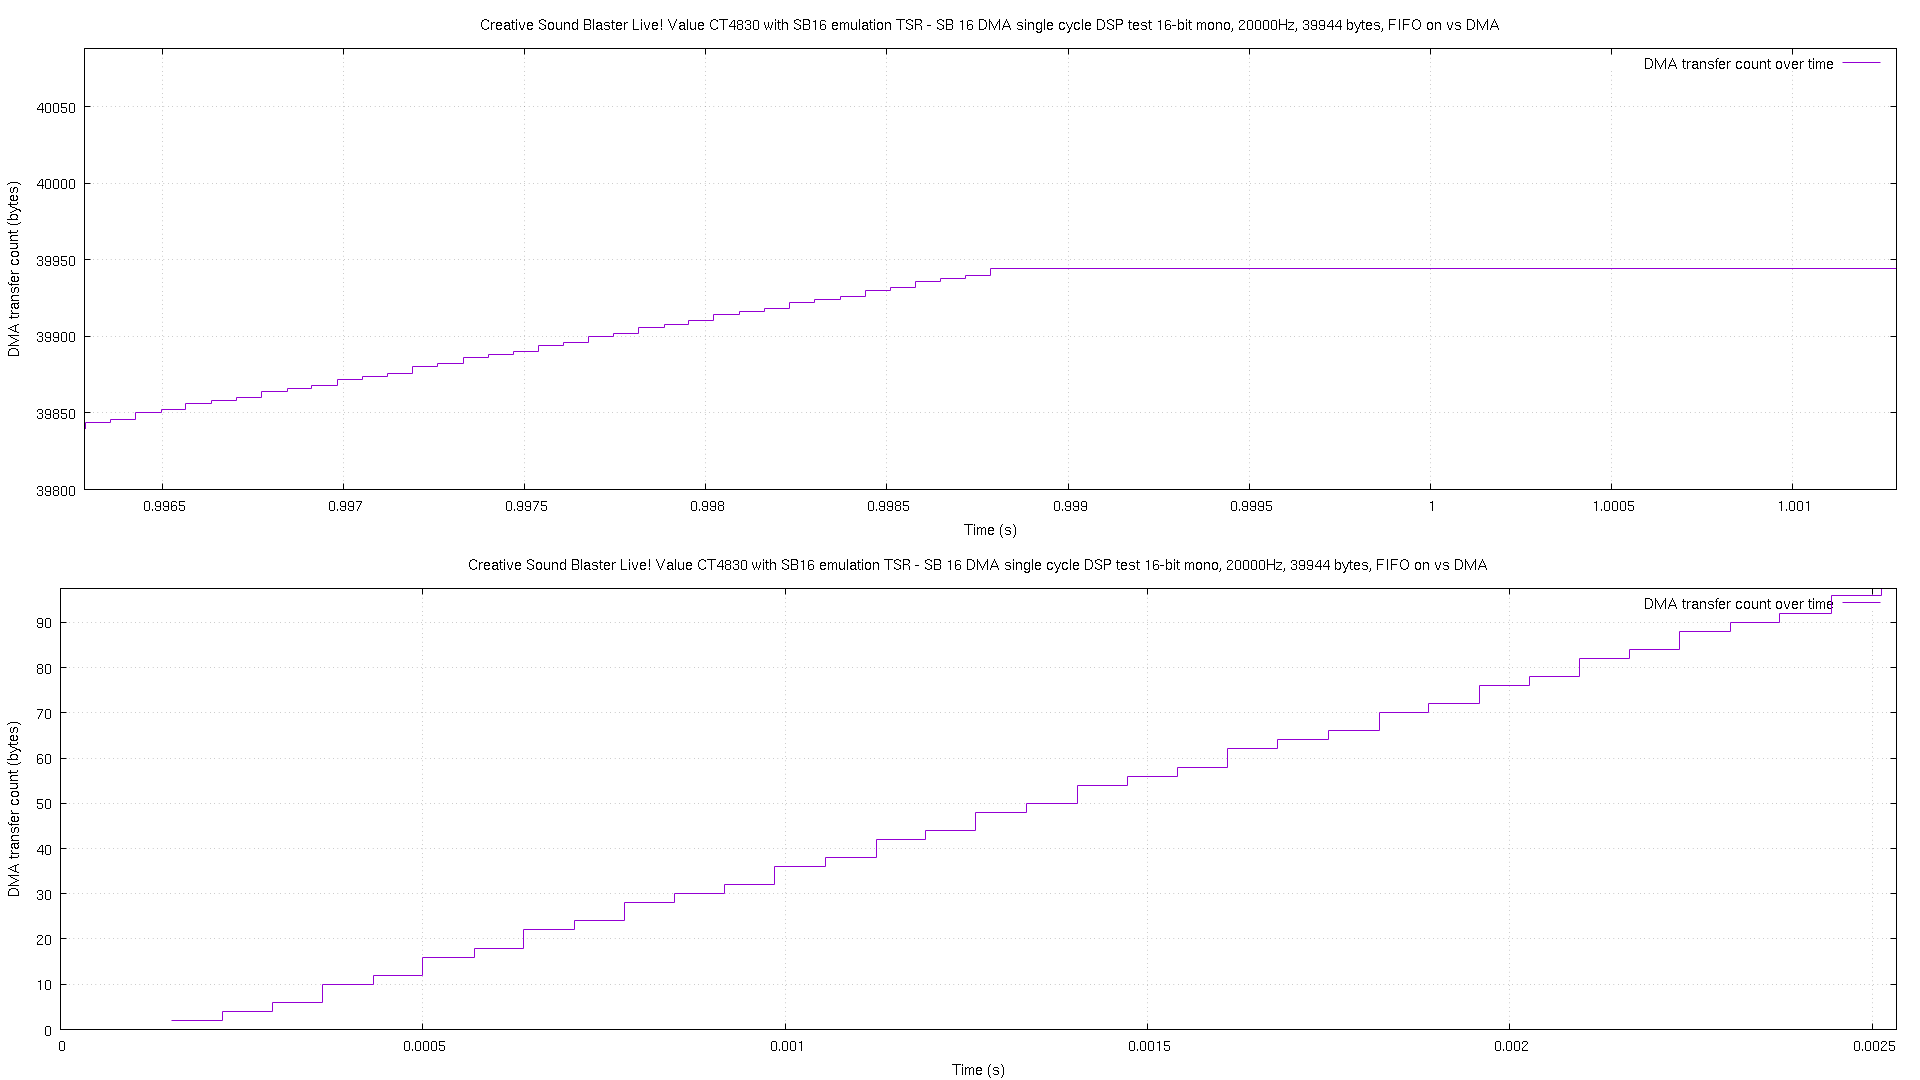 Creative Sound Blaster Live! Value CT4830 with SB16 emulation TSR - SB 16 DMA single cycle DSP test 16-bit mono, 20000Hz, 39944 bytes, FIFO on vs DMA
DMA transfer count over time
40050
40000
39950
39900
39850
39800
DMA transfer count (bytes)
0.9965 0.997 0.9975 0.998 0.9985 0.999 0.9995 1 1.0005 1.001
Time (s)
Creative Sound Blaster Live! Value CT4830 with SB16 emulation TSR - SB 16 DMA single cycle DSP test 16-bit mono, 20000Hz, 39944 bytes, FIFO on vs DMA
DMA transfer count over time
90
80
70
60
50
40
30
20
10
0
DMA transfer count (bytes)
0 0.0005 0.001 0.0015 0.002 0.0025
Time (s)